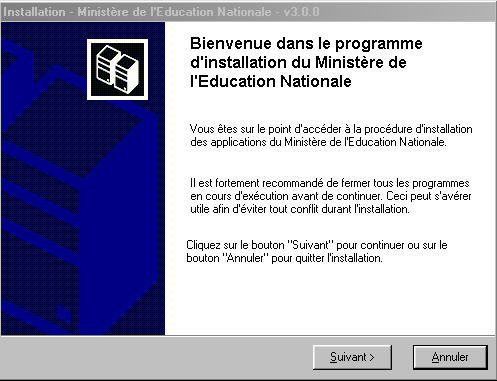 Installation - Ministère de l'Education Nationale - v3.0.0
Bienvenue dans le programme
d'installation du Ministère de
l'Education Nationale
Vous êtes sur le point d'accéder à la procédure d'installation
des applications du Ministère de l'Education Nationale.
Il est fortement recommandé de fermer tous les programmes
en cours d'exécution avant de continuer. Ceci peut s'avérer
utile afin d'éviter tout conflit durant l'installation.
Cliquez sur le bouton "Suivant" pour continuer ou sur le
bouton "Annuler" pour quitter l'installation.
Suivant >
Annuler